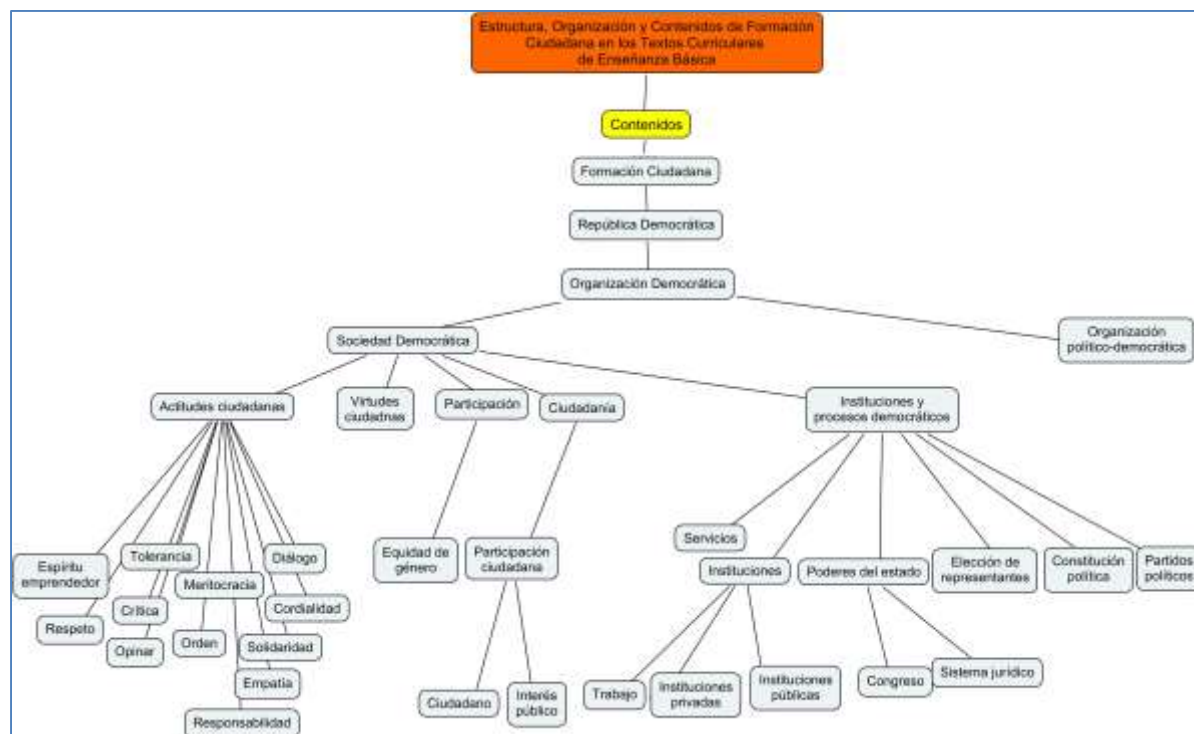 Estructura, Organización y Contenidos de Formación
Ciudadana en los Textos Curriculares
de Enseñanza Básica
Contenidos
Formación Ciudadana
República Democrática
Organización Democrática
Sociedad Democrática
Organización
político-democrática
Actitudes ciudadanas
Virtudes
ciudadnas
Participación
Ciudadanía
Instituciones y
procesos democráticos
Espíritu
emprendedor
Tolerancia
Diálogo
Meritocracia
Crítica
Cordialidad
Respeto
Opinar
Orden
Solidaridad
Empatía
Responsabilidad
Equidad de
género
Participación
ciudadana
Ciudadano
Interés
público
Servicios
Instituciones
Poderes del estado
Elección de
representantes
Constitución
política
Partidos
políticos
Trabajo
Instituciones
privadas
Instituciones
públicas
Congreso
Sistema jurídico